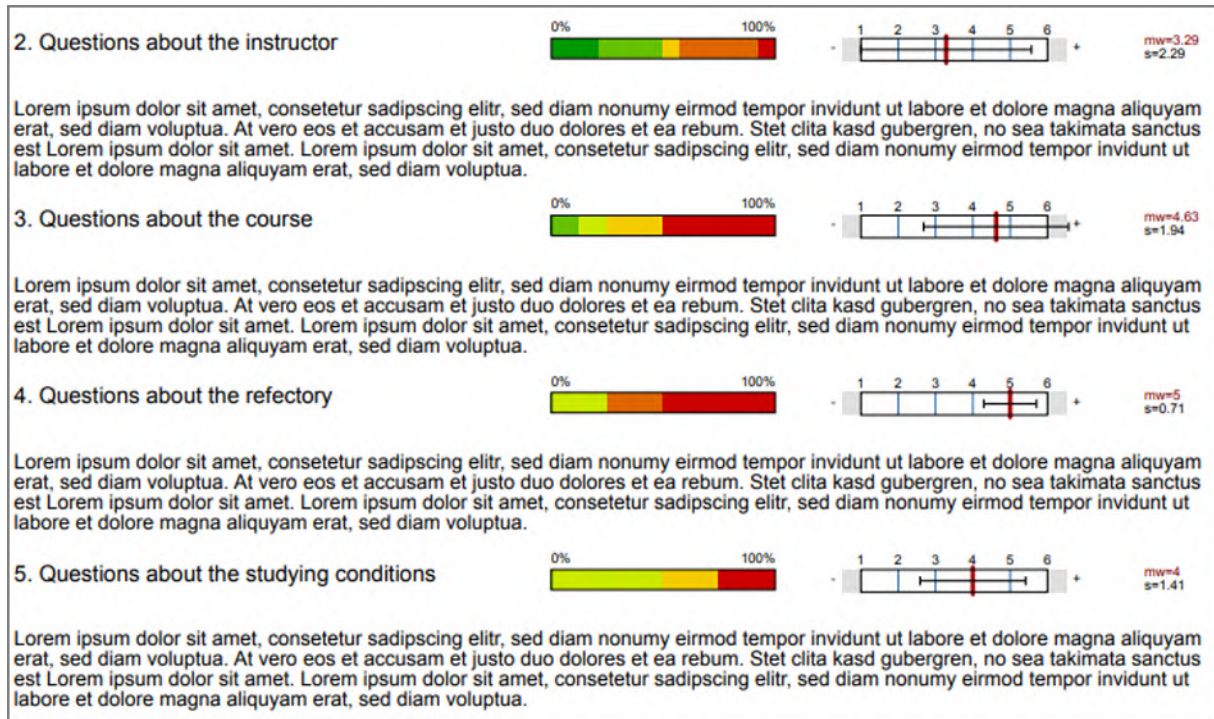 2. Questions about the instructor
0% 100%
1 2 3 4 5 6
- +
mw=3.29
s=2.29
Lorem ipsum dolor sit amet, consetetur sadipscing elitr, sed diam nonumy eirmod tempor invidunt ut labore et dolore magna aliquyam
erat, sed diam voluptua. At vero eos et accusam et justo duo dolores et ea rebum. Stet clita kasd gubergren, no sea takimata sanctus
est Lorem ipsum dolor sit amet. Lorem ipsum dolor sit amet, consetetur sadipscing elitr, sed diam nonumy eirmod tempor invidunt ut
labore et dolore magna aliquyam erat, sed diam voluptua.
3. Questions about the course
0% 100%
1 2 3 4 5 6
- +
mw=4.63
s=1.94
Lorem ipsum dolor sit amet, consetetur sadipscing elitr, sed diam nonumy eirmod tempor invidunt ut labore et dolore magna aliquyam
erat, sed diam voluptua. At vero eos et accusam et justo duo dolores et ea rebum. Stet clita kasd gubergren, no sea takimata sanctus
est Lorem ipsum dolor sit amet. Lorem ipsum dolor sit amet, consetetur sadipscing elitr, sed diam nonumy eirmod tempor invidunt ut
labore et dolore magna aliquyam erat, sed diam voluptua.
4. Questions about the refectory
0% 100%
1 2 3 4 5 6
- +
mw=5
s=0.71
Lorem ipsum dolor sit amet, consetetur sadipscing elitr, sed diam nonumy eirmod tempor invidunt ut labore et dolore magna aliquyam
erat, sed diam voluptua. At vero eos et accusam et justo duo dolores et ea rebum. Stet clita kasd gubergren, no sea takimata sanctus
est Lorem ipsum dolor sit amet. Lorem ipsum dolor sit amet, consetetur sadipscing elitr, sed diam nonumy eirmod tempor invidunt ut
labore et dolore magna aliquyam erat, sed diam voluptua.
5. Questions about the studying conditions
0% 100%
1 2 3 4 5 6
- +
mw=4
s=1.41
Lorem ipsum dolor sit amet, consetetur sadipscing elitr, sed diam nonumy eirmod tempor invidunt ut labore et dolore magna aliquyam
erat, sed diam voluptua. At vero eos et accusam et justo duo dolores et ea rebum. Stet clita kasd gubergren, no sea takimata sanctus
est Lorem ipsum dolor sit amet. Lorem ipsum dolor sit amet, consetetur sadipscing elitr, sed diam nonumy eirmod tempor invidunt ut
labore et dolore magna aliquyam erat, sed diam voluptua.